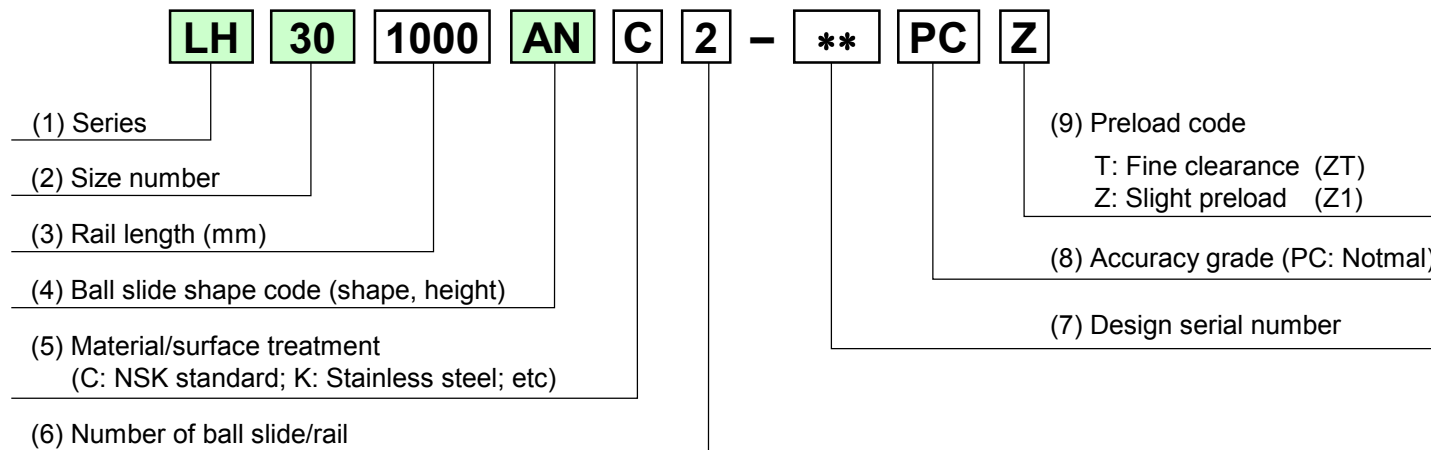 LH 30 1000 AN C 2 – ** PC Z
(1) Series
(2) Size number
(3) Rail length (mm)
(4) Ball slide shape code (shape, height)
(5) Material/surface treatment
(C: NSK standard; K: Stainless steel; etc)
(6) Number of ball slide/rail
(9) Preload code
T: Fine clearance (ZT)
Z: Slight preload (Z1)
(8) Accuracy grade (PC: Notmal)
(7) Design serial number